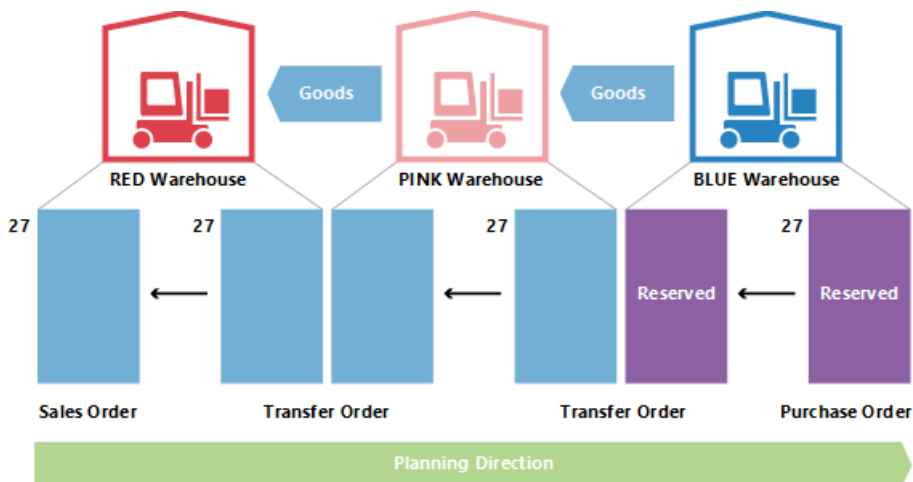 Goods
Goods
RED Warehouse
PINK Warehouse
BLUE Warehouse
27
27
27
27
Reserved
Reserved
Sales Order
Transfer Order
Transfer Order
Purchase Order
Planning Direction